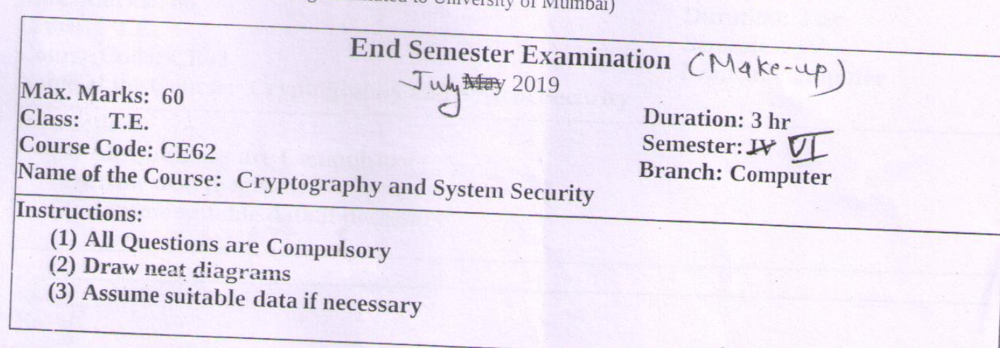 to University of Mumbai)
End Semester Examination (Make-up)
July May 2019
Max. Marks: 60
Duration: 3 hr
Class: T.E.
Semester: IV VI
Course Code: CE62
Branch: Computer
Name of the Course: Cryptography and System Security
Instructions:
(1) All Questions are Compulsory
(2) Draw neat diagrams
(3) Assume suitable data if necessary